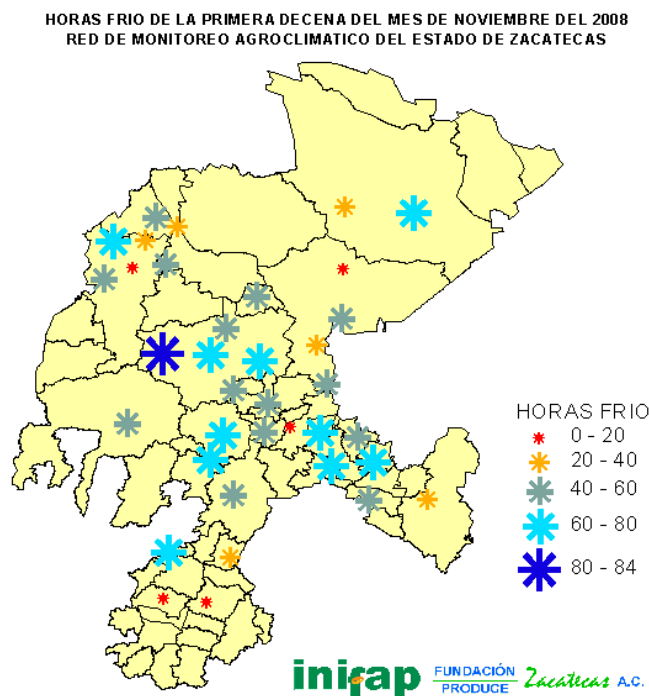 HORAS FRIO DE LA PRIMERA DECENA DEL MES DE NOVIEMBRE DEL 2008
RED DE MONITOREO AGROCLIMATICO DEL ESTADO DE ZACATECAS
HORAS FRIO
0 - 20
20 - 40
40 - 60
60 - 80
80 - 84
inifap
FUNDACIÓN
PRODUCE
Zacatecas A.C.